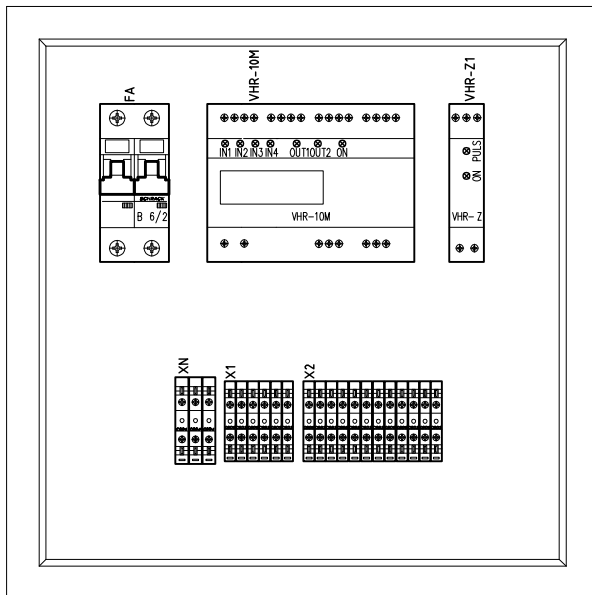 FA
VHR-10M
VHR-Z1
IN1 IN2 IN3 IN4 OUT1 OUT2 ON
PULS
ON
SCHRACK
B 6/2
VHR-10M
VHR- Z
XN
X1
X2